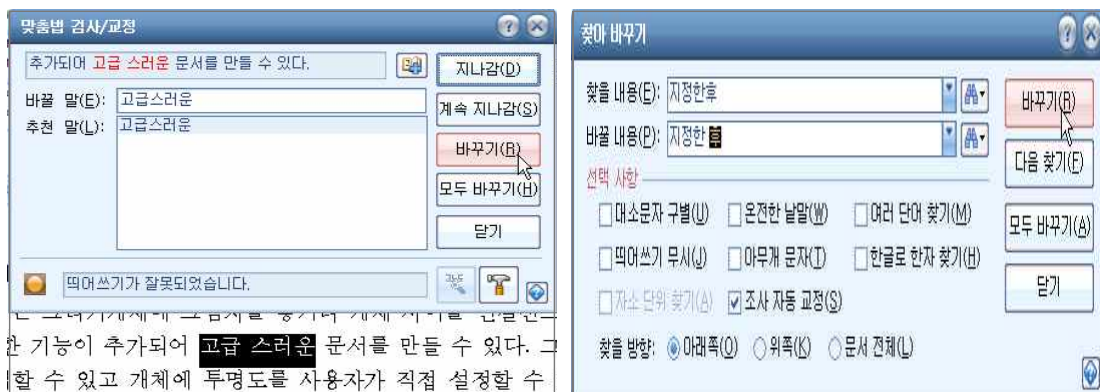 맞춤법 검사/교정
추가되어 고급 스러운 문서를 만들 수 있다.
지나감(D)
바꿀 말(E): 고급스러운
계속 지나감(S)
추천 말(L): 고급스러운
바꾸기(R)
모두 바꾸기(H)
닫기
띄어쓰기가 잘못되었습니다.
한 기능이 추가되어 고급 스러운 문서를 만들 수 있다. 그
할 수 있고 개체에 투명도를 사용자가 직접 설정할 수
찾아 바꾸기
찾을 내용(E): 지정한후
바꾸기(R)
바꿀 내용(P): 지정한 후
다음 찾기(F)
선택 사항
대소문자 구별(U) 온전한 낱말(W) 여러 단어 찾기(M)
모두 바꾸기(A)
띄어쓰기 무시(J) 아무개 문자(T) 한글로 한자 찾기(H)
닫기
자소 단위 찾기(A) 조사 자동 교정(S)
찾을 방향: 아래쪽(O) 위쪽(K) 문서 전체(L)